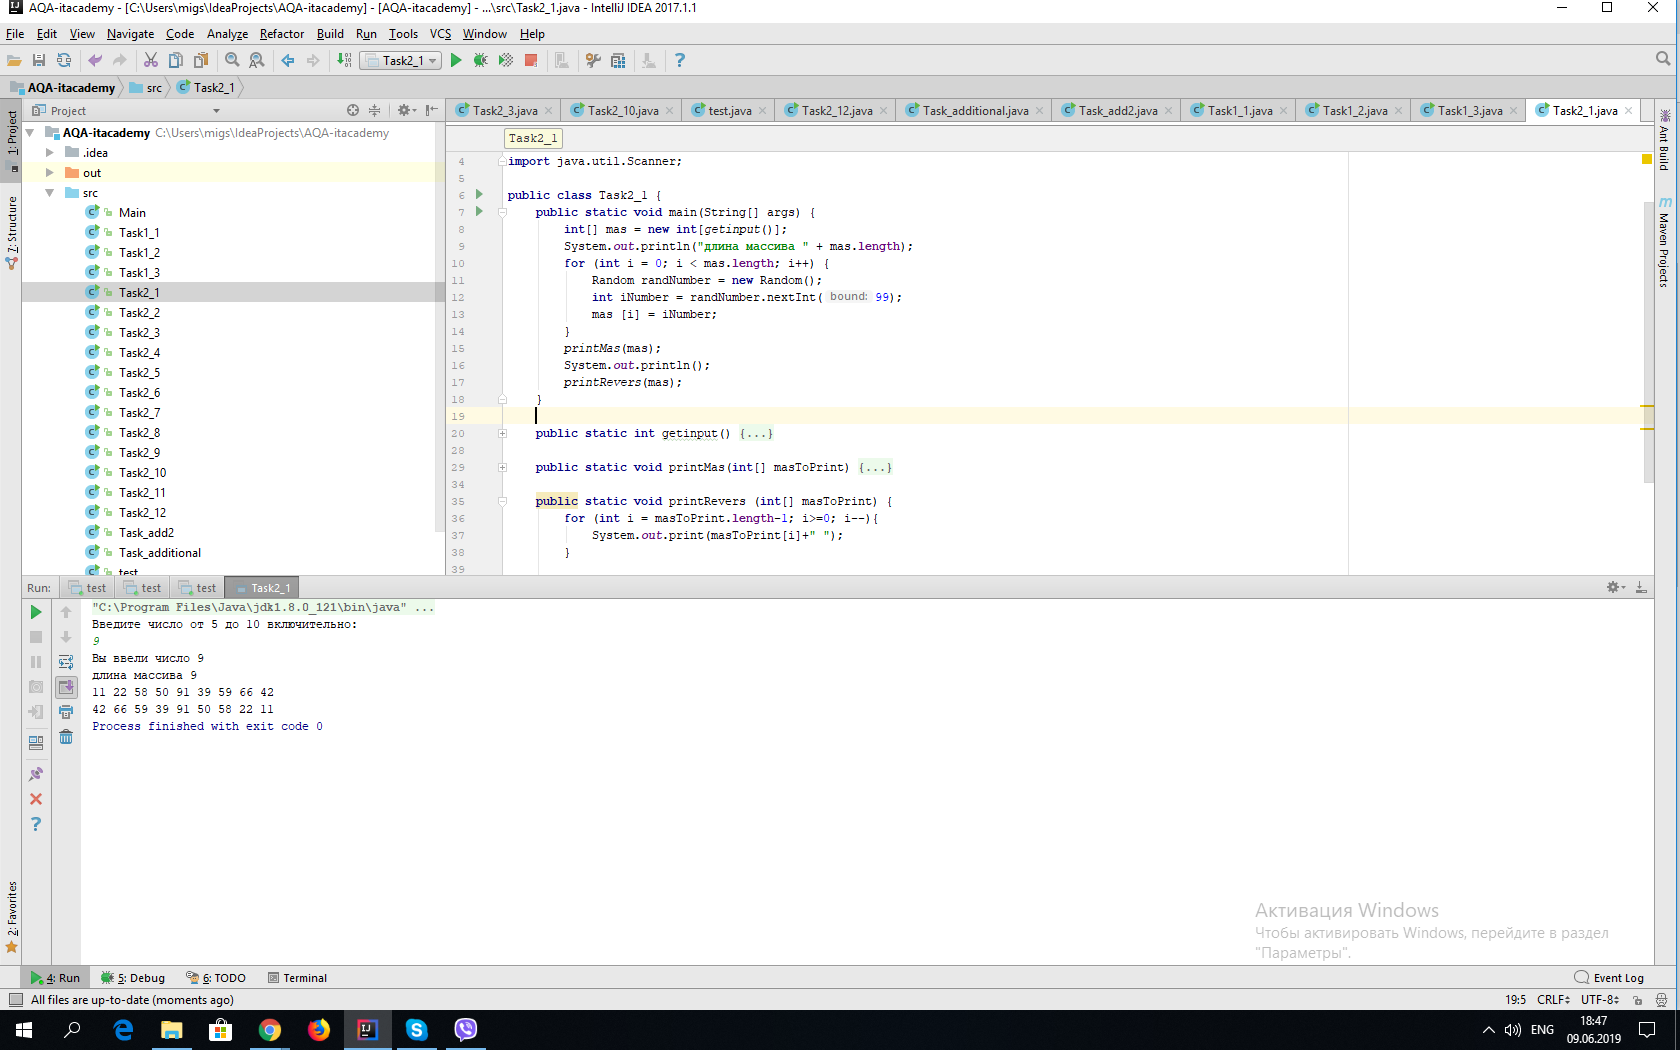 AQA-itacademy - [C:\Users\migs\IdeaProjects\AQA-itacademy] - [AQA-itacademy] - ...\src\Task2_1.java - IntelliJ IDEA 2017.1.1
File Edit View Navigate Code Analyze Refactor Build Run Tools VCS Window Help
Task2_1
AQA-itacademy src Task2_1
Project
Task2_3.java Task2_10.java test.java Task2_12.java Task_additional.java Task_add2.java Task1_1.java Task1_2.java Task1_3.java Task2_1.java
1: Project
7: Structure
2: Favorites
AQA-itacademy C:\Users\migs\IdeaProjects\AQA-itacademy
.idea
out
src
Main
Task1_1
Task1_2
Task1_3
Task2_1
Task2_2
Task2_3
Task2_4
Task2_5
Task2_6
Task2_7
Task2_8
Task2_9
Task2_10
Task2_11
Task2_12
Task_add2
Task_additional
test
Task2_1
4 import java.util.Scanner;
5
6 public class Task2_1 {
7 public static void main(String[] args) {
8 int[] mas = new int[getinput()];
9 System.out.println("длина массива " + mas.length);
10 for (int i = 0; i < mas.length; i++) {
11 Random randNumber = new Random();
12 int iNumber = randNumber.nextInt( bound: 99);
13 mas [i] = iNumber;
14 }
15 printMas(mas);
16 System.out.println();
17 printRevers(mas);
18 }
19
20 public static int getinput() {...}
28
29 public static void printMas(int[] masToPrint) {...}
34
35 public static void printRevers (int[] masToPrint) {
36 for (int i = masToPrint.length-1; i>=0; i--){
37 System.out.print(masToPrint[i]+" ");
38 }
39
Ant Build
Maven Projects
Run: test test test Task2_1
"C:\Program Files\Java\jdk1.8.0_121\bin\java" ...
Введите число от 5 до 10 включительно:
9
Вы ввели число 9
длина массива 9
11 22 58 50 91 39 59 66 42
42 66 59 39 91 50 58 22 11
Process finished with exit code 0
Активация Windows
Чтобы активировать Windows, перейдите в раздел
"Параметры".
4: Run 5: Debug 6: TODO Terminal Event Log
All files are up-to-date (moments ago) 19:5 CRLF UTF-8
ENG 18:47
09.06.2019